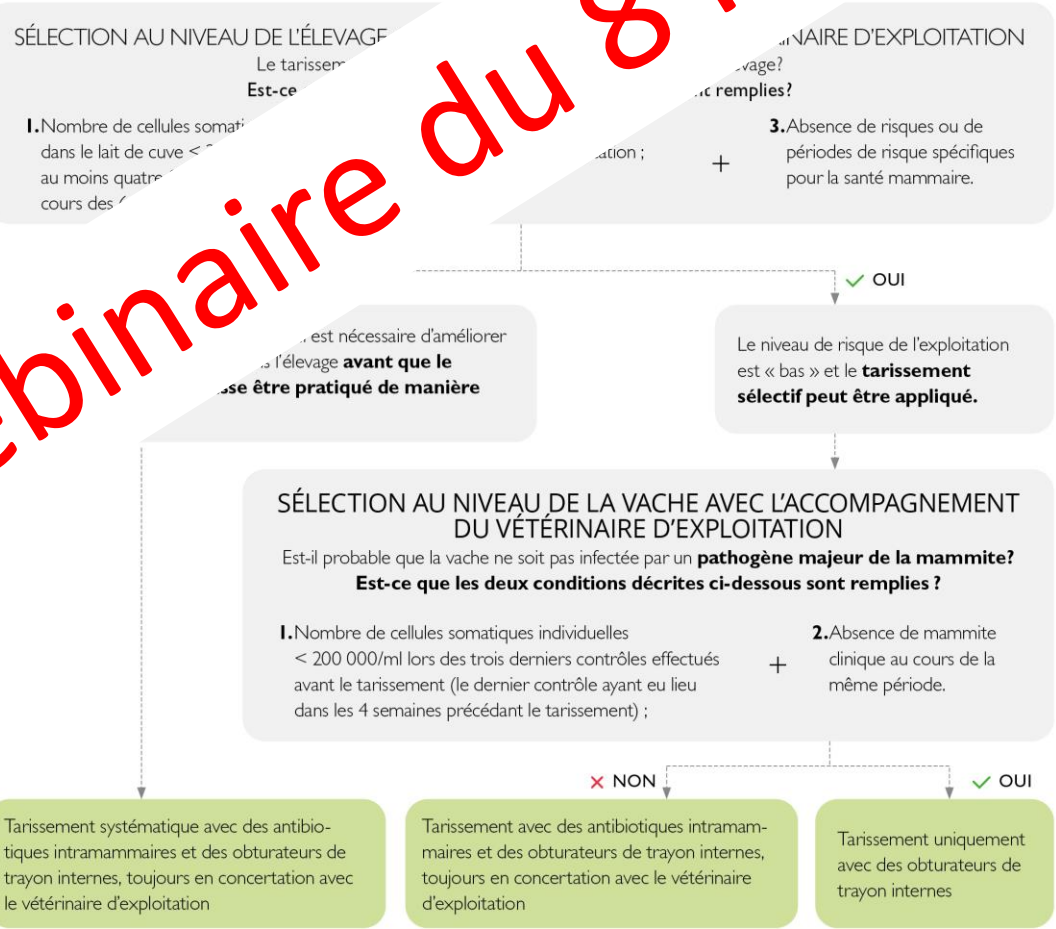 SÉLECTION AU NIVEAU DE L'ÉLEVAGE
D'EXPLOITATION
Le
Est-ce remplies?
1. Nombre de cellules
dans le lait de cuve <
au moins quatre
cours des
;
+
3. Absence de risques ou de
périodes de risque spécifiques
pour la santé mammaire.
du 8
✓ OUI
est nécessaire d'améliorer
l'élevage avant que le
être pratiqué de manière
Le niveau de risque de l'exploitation
est « bas » et le tarissement
sélectif peut être appliqué.
SÉLECTION AU NIVEAU DE LA VACHE AVEC L'ACCOMPAGNEMENT
DU VÉTÉRINAIRE D'EXPLOITATION
Est-il probable que la vache ne soit pas infectée par un pathogène majeur de la mammite?
Est-ce que les deux conditions décrites ci-dessous sont remplies ?
1. Nombre de cellules somatiques individuelles
< 200 000/ml lors des trois derniers contrôles effectués
avant le tarissement (le dernier contrôle ayant eu lieu
dans les 4 semaines précédant le tarissement) ;
+
2. Absence de mammite
clinique au cours de la
même période.
✗ NON
✓ OUI
Tarissement systématique avec des antibio-
tiques intramammaires et des obturateurs de
trayon internes, toujours en concertation avec
le vétérinaire d'exploitation
Tarissement avec des antibiotiques intramam-
maires et des obturateurs de trayon internes,
toujours en concertation avec le vétérinaire
d'exploitation
Tarissement uniquement
avec des obturateurs de
trayon internes